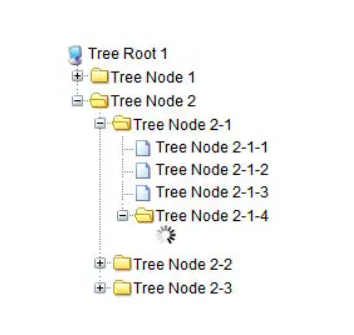 Tree Root 1
Tree Node 1
Tree Node 2
Tree Node 2-1
Tree Node 2-1-1
Tree Node 2-1-2
Tree Node 2-1-3
Tree Node 2-1-4
Tree Node 2-2
Tree Node 2-3